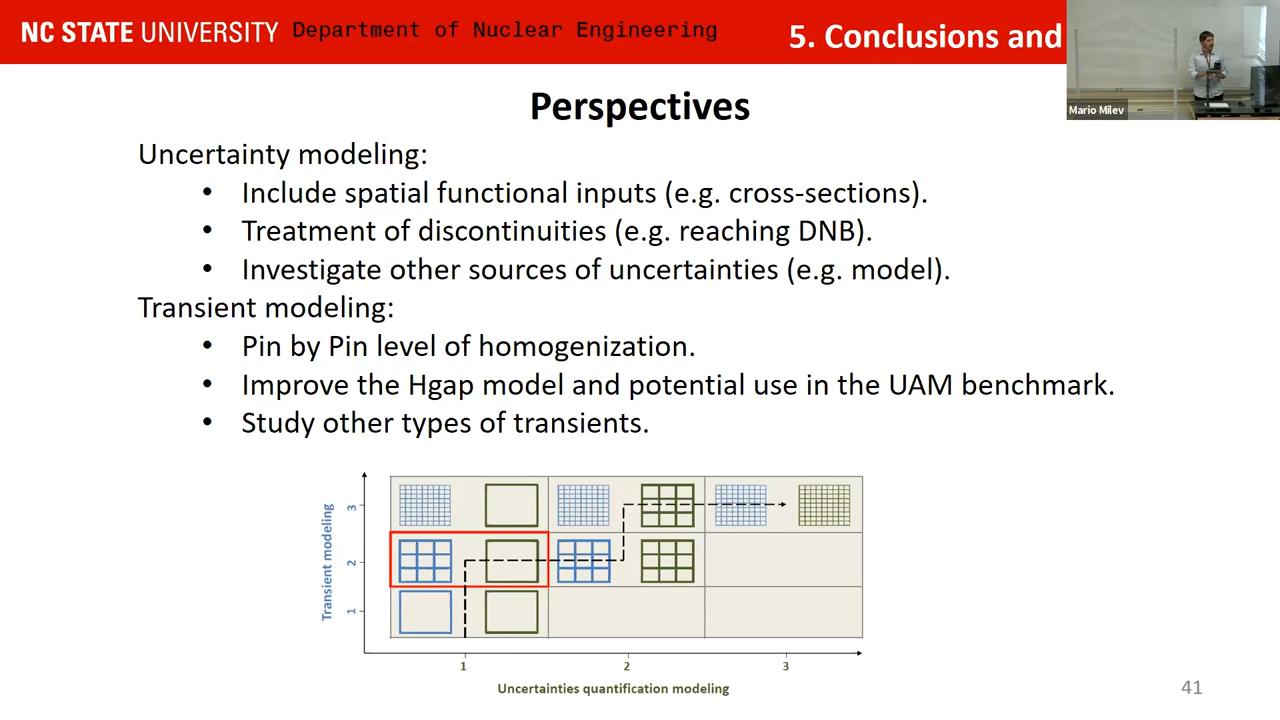 NC STATE UNIVERSITY Department of Nuclear Engineering
5. Conclusions and
Mario Milev
Perspectives
Uncertainty modeling:
• Include spatial functional inputs (e.g. cross-sections).
• Treatment of discontinuities (e.g. reaching DNB).
• Investigate other sources of uncertainties (e.g. model).
Transient modeling:
• Pin by Pin level of homogenization.
• Improve the Hgap model and potential use in the UAM benchmark.
• Study other types of transients.
Transient modeling
3
2
1
1 2 3
Uncertainties quantification modeling
41